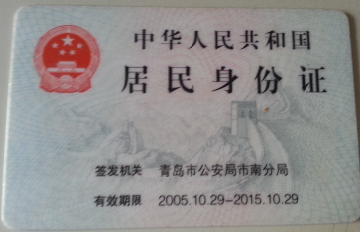 中华人民共和国
居民身份证
签发机关 青岛市公安局市南分局
有效期限 2005.10.29-2015.10.29